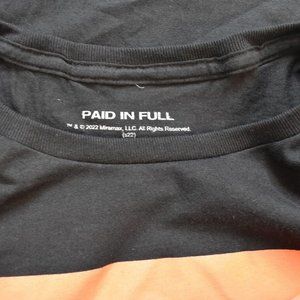 PAID IN FULL
™ & © 2022 Miramax, LLC. All Rights Reserved.
(s22)